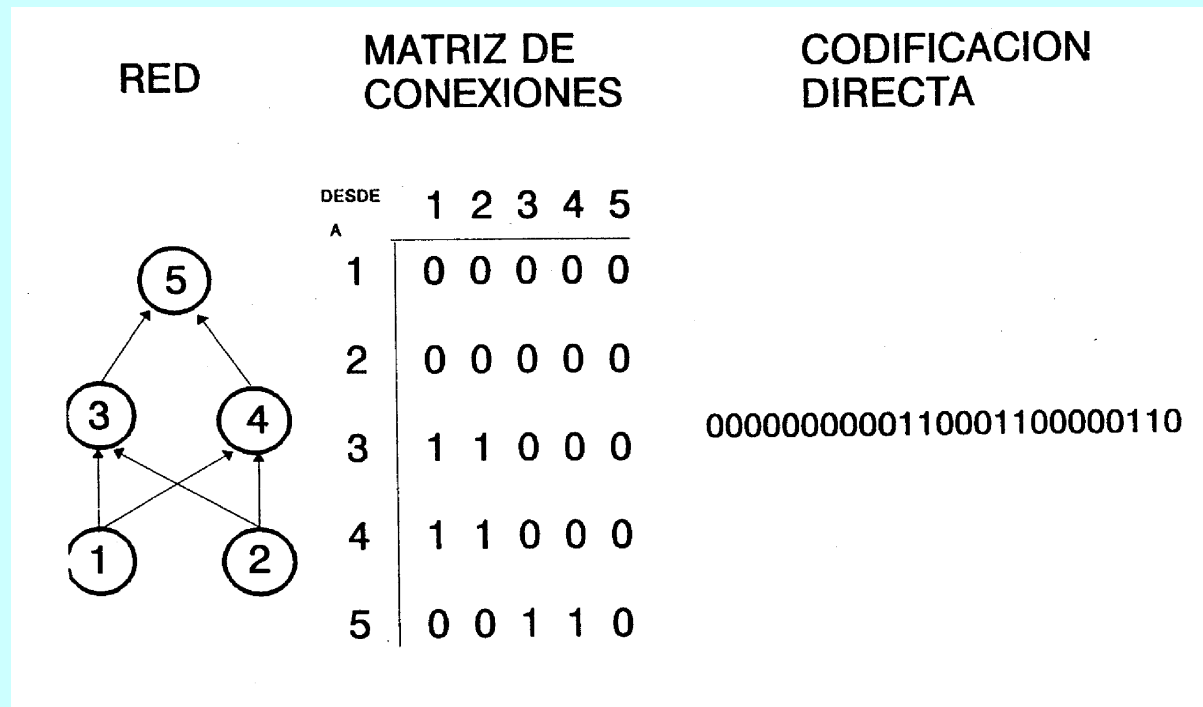 RED
MATRIZ DE
CONEXIONES
CODIFICACION
DIRECTA
DESDE 1 2 3 4 5
A
1 0 0 0 0 0
2 0 0 0 0 0
3 1 1 0 0 0
4 1 1 0 0 0
5 0 0 1 1 0
5
3 4
1 2
0000000000110001100000110